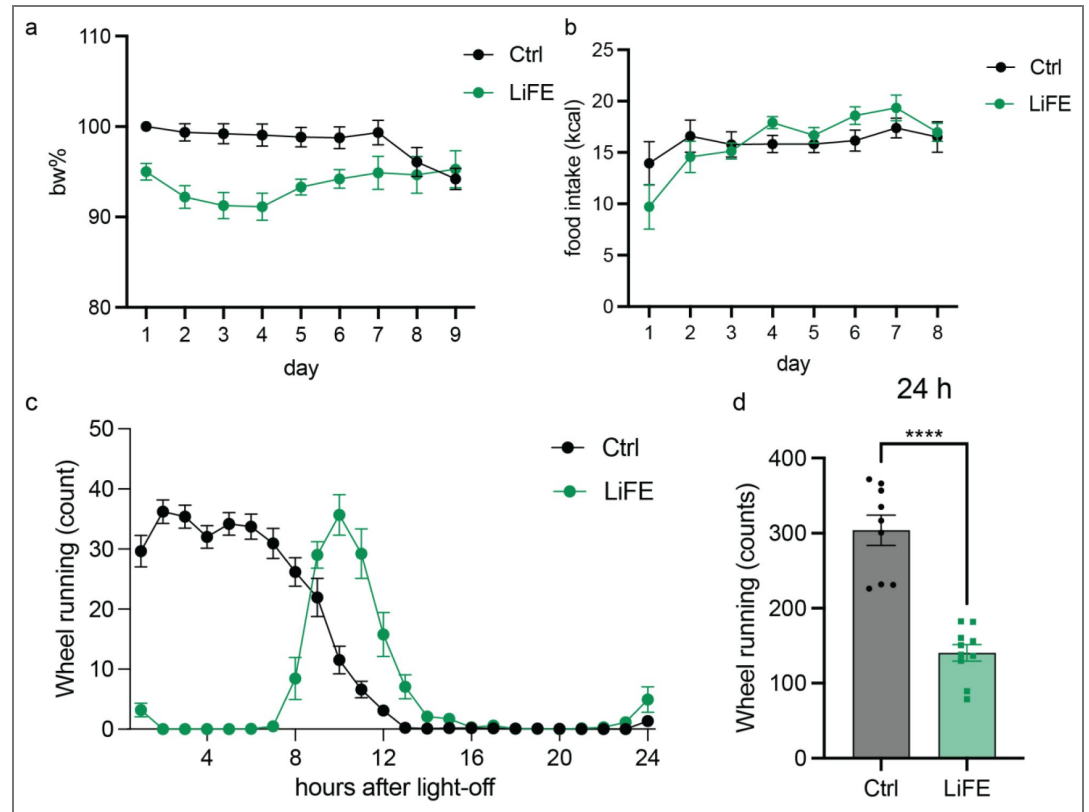 a
110
100
90
80
bw%
1 2 3 4 5 6 7 8 9
day
Ctrl
LiFE
b
25
20
15
10
5
0
food intake (kcal)
1 2 3 4 5 6 7 8
day
Ctrl
LiFE
c
50
40
30
20
10
0
Wheel running (count)
4 8 12 16 20 24
hours after light-off
Ctrl
LiFE
d
24 h
****
400
300
200
100
0
Wheel running (counts)
Ctrl LiFE